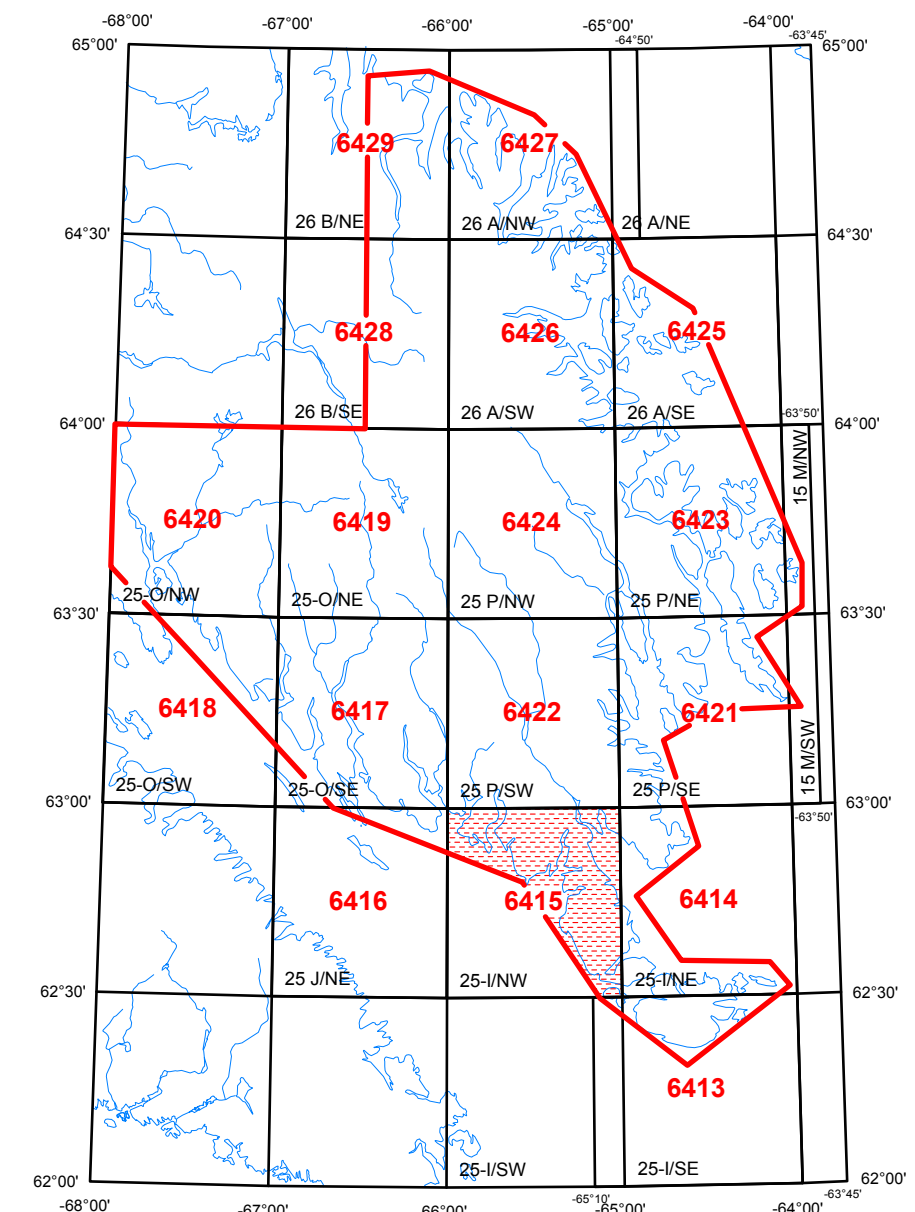 -68°00'
-67°00'
-66°00'
-65°00'
-64°00'
-64°50'
-63°45'
65°00'
65°00'
6429
6427
26 B/NE
26 A/NW
26 A/NE
64°30'
64°30'
6428
6426
6425
26 B/SE
26 A/SW
26 A/SE
-63°50'
64°00'
64°00'
15 M/NW
6420
6419
6424
6423
25-O/NW
25-O/NE
25 P/NW
25 P/NE
63°30'
63°30'
6418
6417
6422
6421
15 M/SW
25-O/SW
25-O/SE
25 P/SW
25 P/SE
63°00'
63°00'
-63°50'
6416
6415
6414
25 J/NE
25-I/NW
25-I/NE
62°30'
62°30'
6413
25-I/SW
25-I/SE
62°00'
62°00'
-68°00'
-67°00'
-66°00'
-65°10'
-65°00'
-64°00'
-63°45'